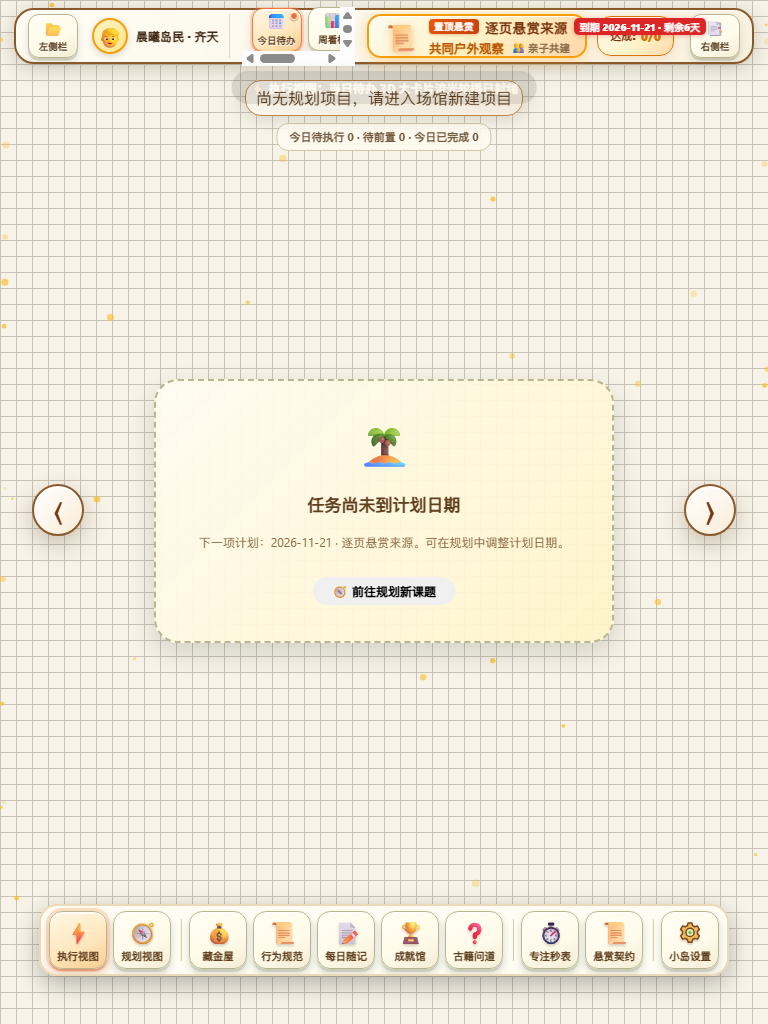 左侧栏
晨曦岛民 · 齐天
今日待办
周看
置顶悬赏 逐页悬赏来源
到期 2026-11-21 · 剩余6天
共同户外观察 亲子共建
达成: 0/0
右侧栏
尚无规划项目，请进入场馆新建项目
今日待执行 0 · 待前置 0 · 今日已完成 0
任务尚未到计划日期
下一项计划：2026-11-21 · 逐页悬赏来源。可在规划中调整计划日期。
前往规划新课题
执行视图
规划视图
藏金屋
行为规范
每日随记
成就馆
古籍问道
专注秒表
悬赏契约
小岛设置